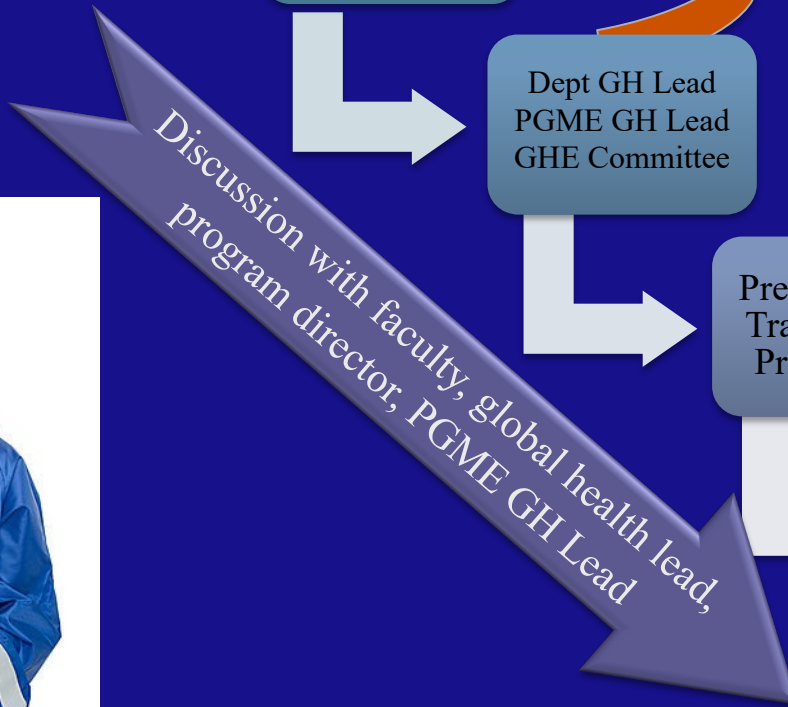 Dept GH Lead
PGME GH Lead
GHE Committee
Discussion with faculty, global health lead,
program director, PGME GH Lead